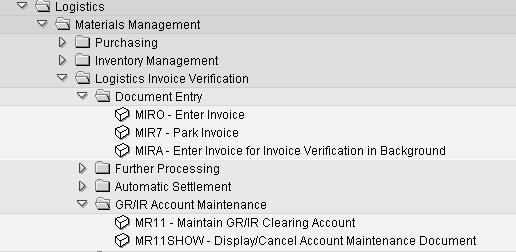 Logistics
Materials Management
Purchasing
Inventory Management
Logistics Invoice Verification
Document Entry
MIRO - Enter Invoice
MIR7 - Park Invoice
MIRA - Enter Invoice for Invoice Verification in Background
Further Processing
Automatic Settlement
GR/IR Account Maintenance
MR11 - Maintain GR/IR Clearing Account
MR11SHOW - Display/Cancel Account Maintenance Document